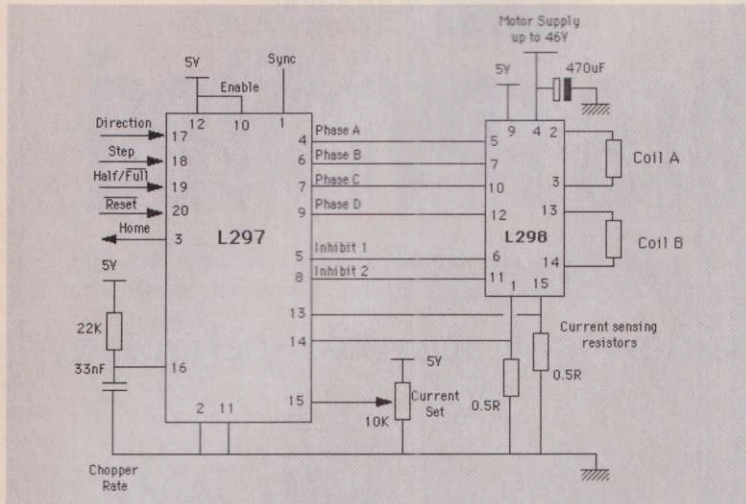 Motor Supply
up to 46V
5V
Sync
5V
470uF
Enable
12
10
1
9
4
2
Direction
17
4
Phase A
5
Coil A
Step
18
6
Phase B
7
Half/Full
19
7
Phase C
10
3
Reset
20
9
Phase D
12
13
Home
3
L297
L298
Coil B
5
Inhibit 1
6
14
5V
8
Inhibit 2
11
1
15
13
22K
14
Current sensing
resistors
33nF
16
5V
0.5R
15
Current
Set
0.5R
2
11
10K
Chopper
Rate